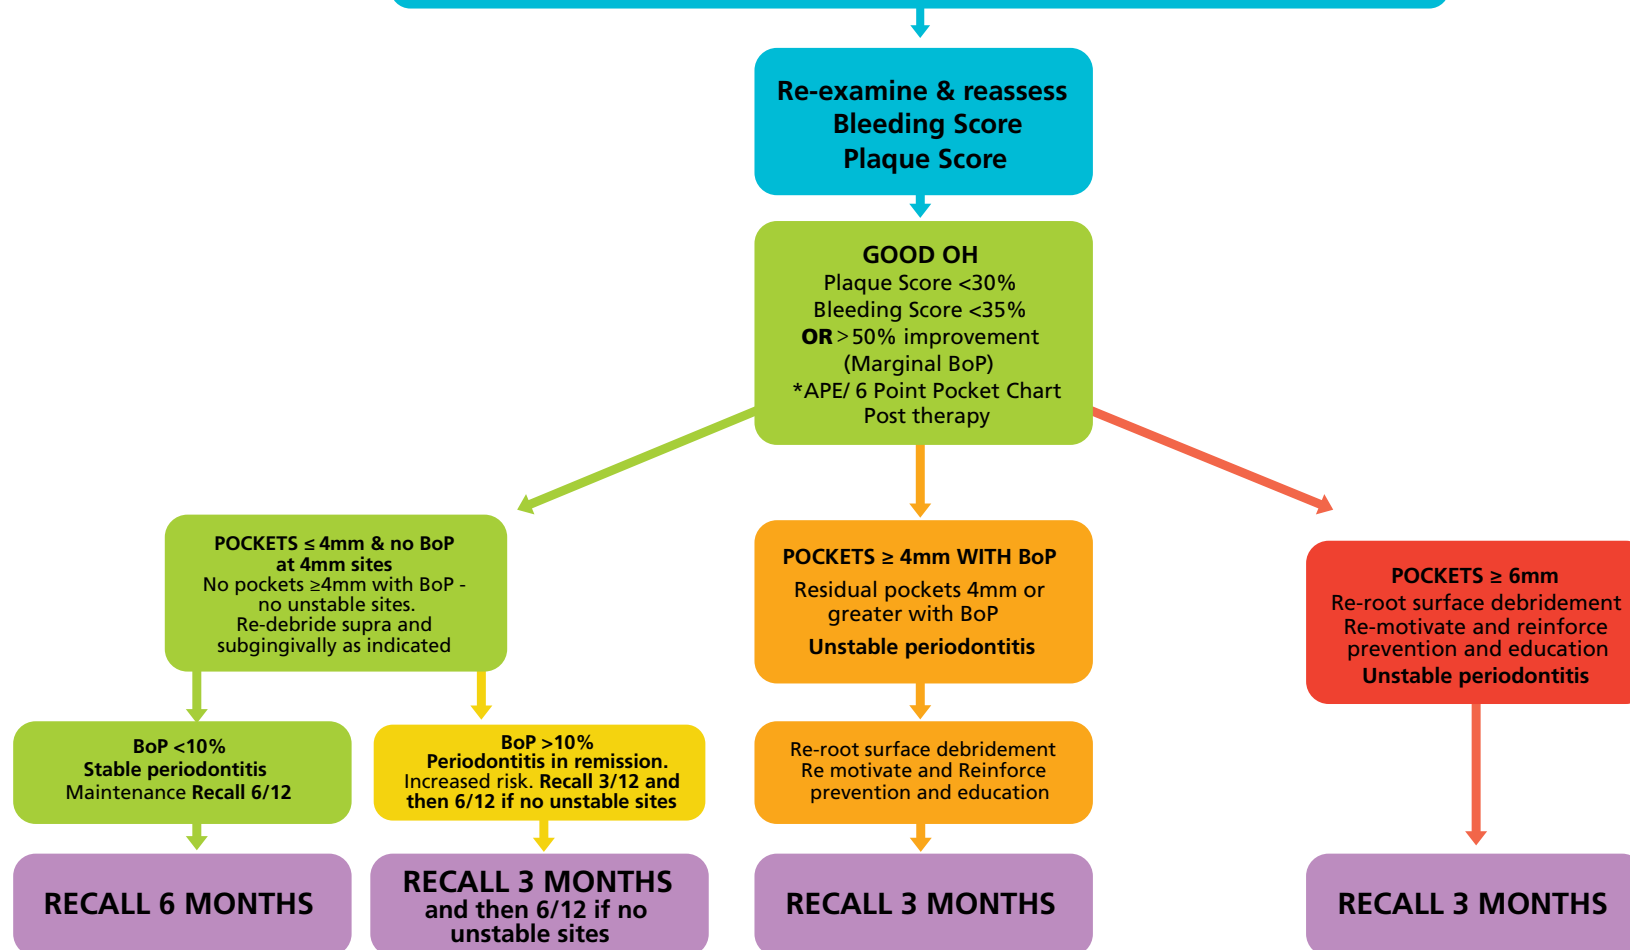 Re-examine & reassess
Bleeding Score
Plaque Score
GOOD OH
Plaque Score <30%
Bleeding Score <35%
OR >50% improvement
(Marginal BoP)
*APE/ 6 Point Pocket Chart
Post therapy
POCKETS ≤ 4mm & no BoP
at 4mm sites
No pockets ≥4mm with BoP -
no unstable sites.
Re-debride supra and
subgingivally as indicated
POCKETS ≥ 4mm WITH BoP
Residual pockets 4mm or
greater with BoP
Unstable periodontitis
POCKETS ≥ 6mm
Re-root surface debridement
Re-motivate and reinforce
prevention and education
Unstable periodontitis
BoP <10%
Stable periodontitis
Maintenance Recall 6/12
BoP >10%
Periodontitis in remission.
Increased risk. Recall 3/12 and
then 6/12 if no unstable sites
Re-root surface debridement
Re motivate and Reinforce
prevention and education
RECALL 6 MONTHS
RECALL 3 MONTHS
and then 6/12 if no
unstable sites
RECALL 3 MONTHS
RECALL 3 MONTHS